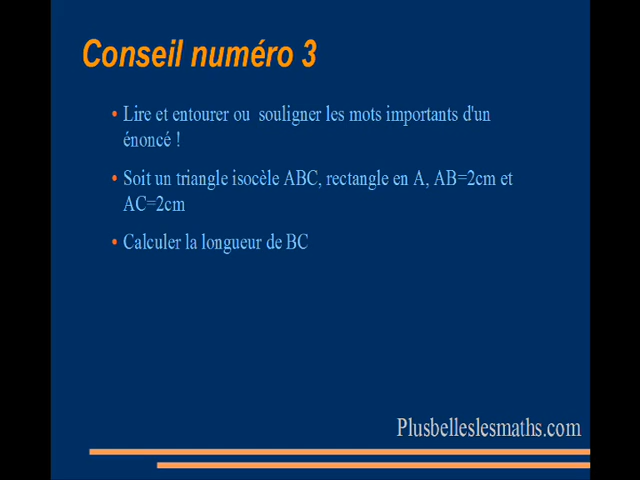 Conseil numéro 3
• Lire et entourer ou souligner les mots importants d'un
énoncé !
• Soit un triangle isocèle ABC, rectangle en A, AB=2cm et
AC=2cm
• Calculer la longueur de BC
Plusbelleslesmaths.com